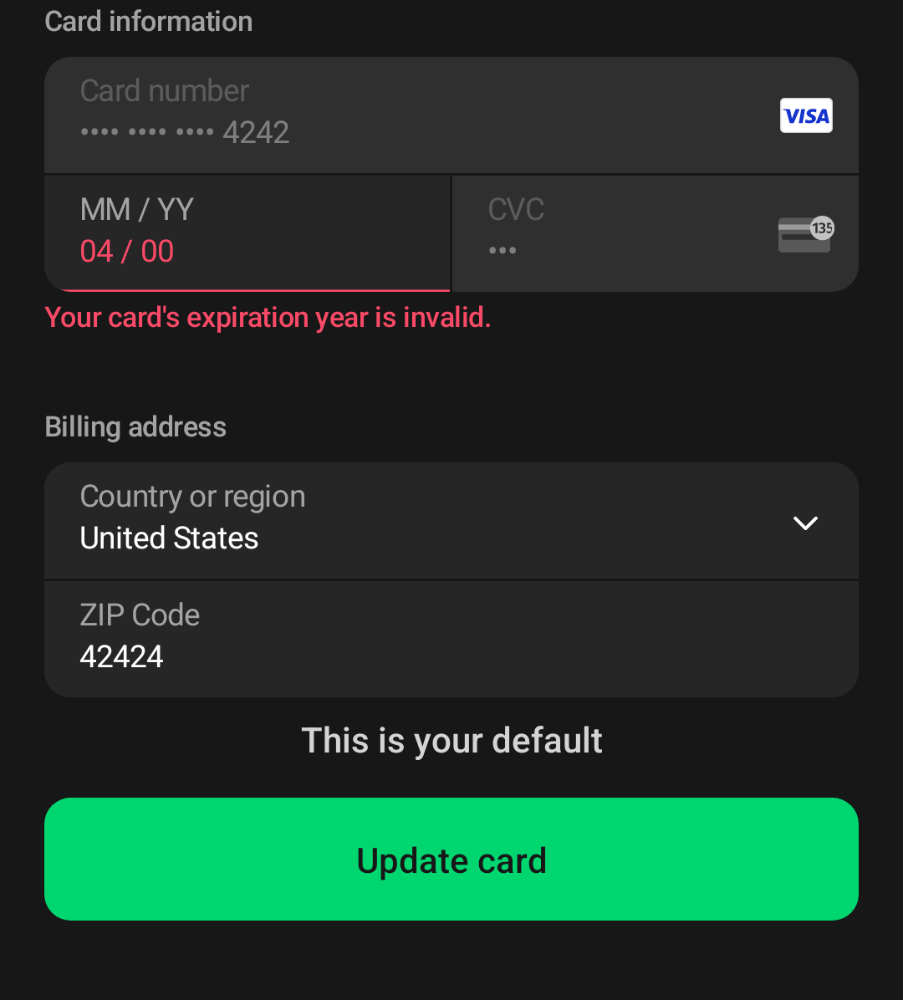 Card information
Card number
•••• •••• •••• 4242
VISA
MM / YY
04 / 00
CVC
•••
135
Your card's expiration year is invalid.
Billing address
Country or region
United States
ZIP Code
42424
This is your default
Update card